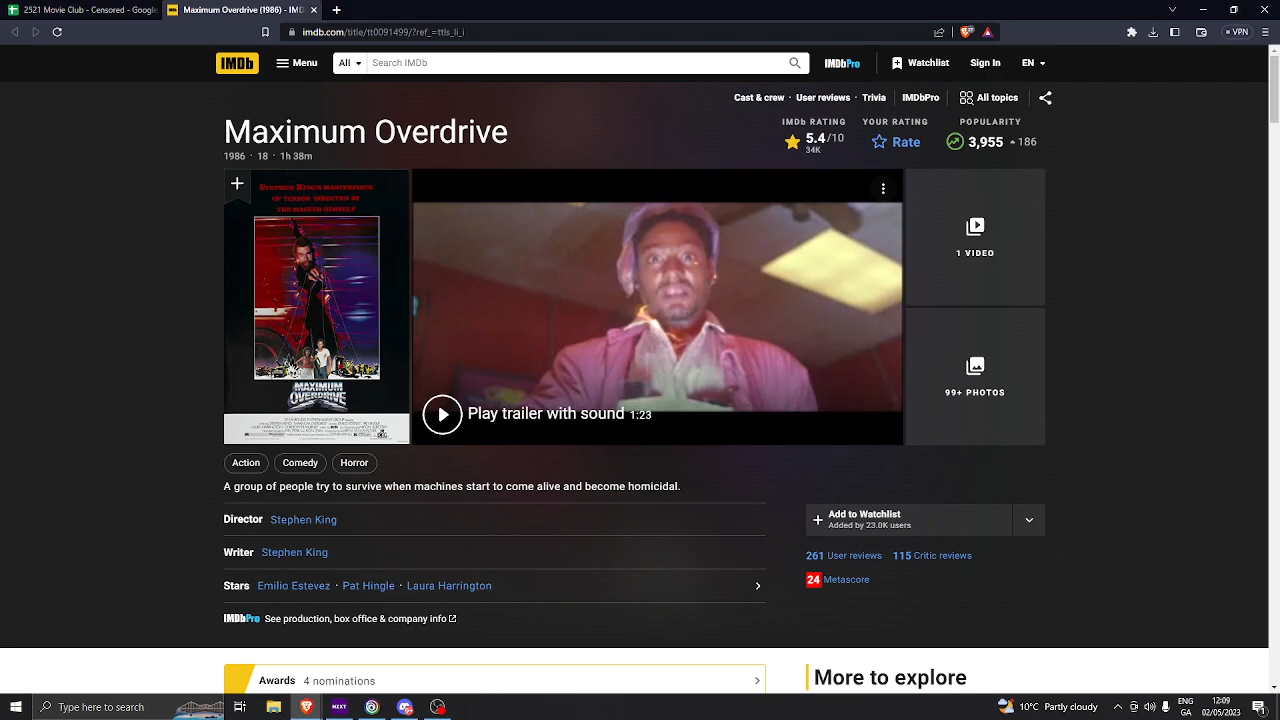 2521 Movie Club - Censored - Google
Maximum Overdrive (1986) - IMD
imdb.com/title/tt0091499/?ref_=ttls_li_i
VPN
IMDb
Menu
All
Search IMDb
IMDbPro
Watchlist
Sign In
EN
Cast & crew · User reviews · Trivia
IMDbPro
All topics
Maximum Overdrive
1986 · 18 · 1h 38m
IMDb RATING
5.4/10
34K
YOUR RATING
Rate
POPULARITY
3,955
186
STEPHEN KING'S MASTERPIECE
OF TERROR DIRECTED BY
THE MASTER HIMSELF
MAXIMUM
OVERDRIVE
Play trailer with sound 1:23
1 VIDEO
99+ PHOTOS
Action
Comedy
Horror
A group of people try to survive when machines start to come alive and become homicidal.
Director Stephen King
Writer Stephen King
Stars Emilio Estevez · Pat Hingle · Laura Harrington
IMDbPro See production, box office & company info
Add to Watchlist
Added by 23.0K users
261 User reviews
115 Critic reviews
24 Metascore
Awards 4 nominations
More to explore
Type here to search
NEXT
10°C Partly cloudy
ENG
GA
12:09
02/05/2023